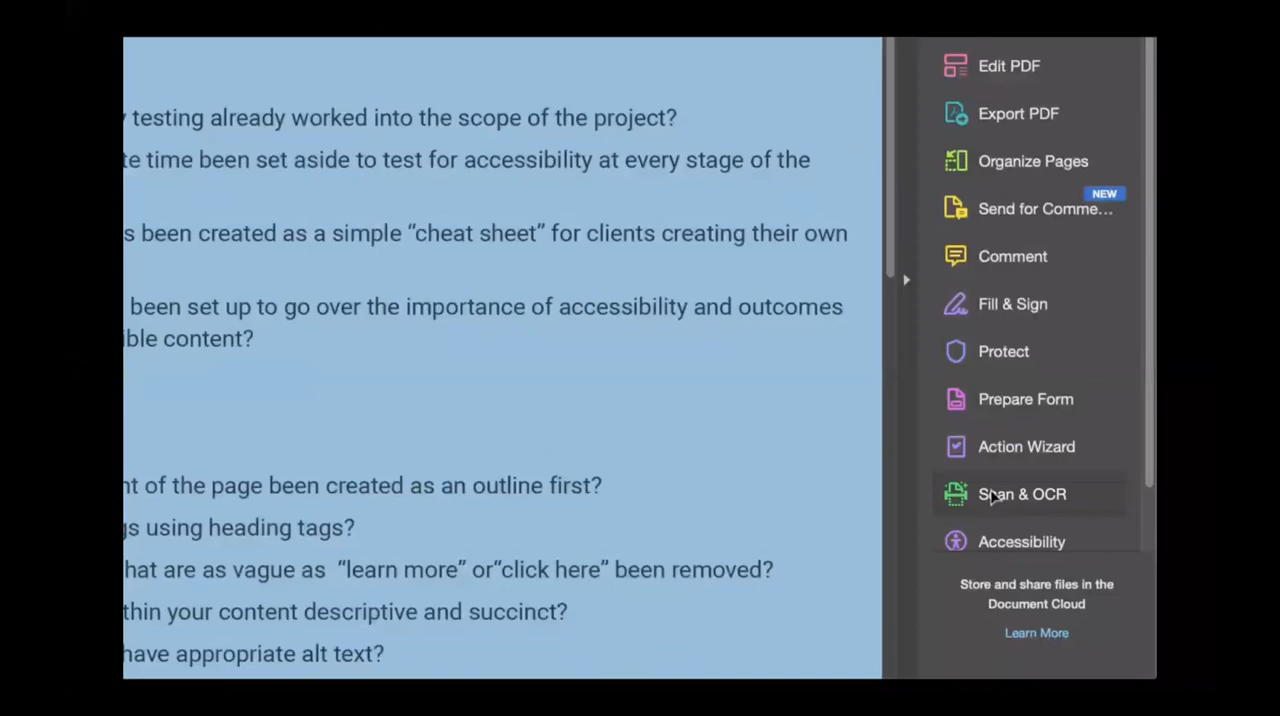 testing already worked into the scope of the project?
te time been set aside to test for accessibility at every stage of the
s been created as a simple “cheat sheet” for clients creating their own
been set up to go over the importance of accessibility and outcomes
ible content?
nt of the page been created as an outline first?
gs using heading tags?
hat are as vague as “learn more” or“click here” been removed?
thin your content descriptive and succinct?
have appropriate alt text?
Edit PDF
Export PDF
Organize Pages
NEW
Send for Comme...
Comment
Fill & Sign
Protect
Prepare Form
Action Wizard
Scan & OCR
Accessibility
Store and share files in the
Document Cloud
Learn More